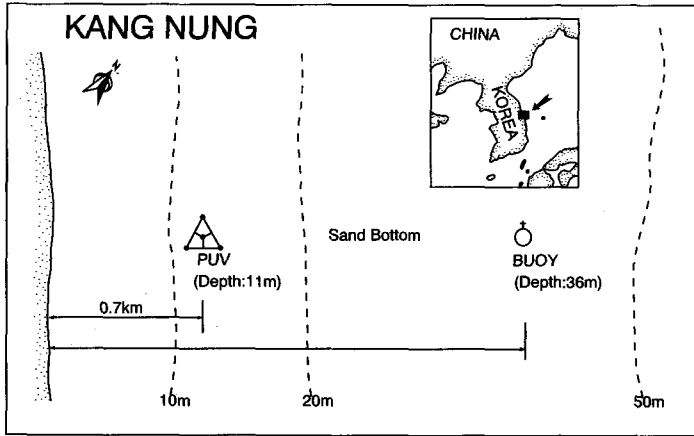 KANG NUNG
N
CHINA
KOREA
Sand Bottom
PUV
(Depth:11m)
BUOY
(Depth:36m)
0.7km
10m
20m
50m